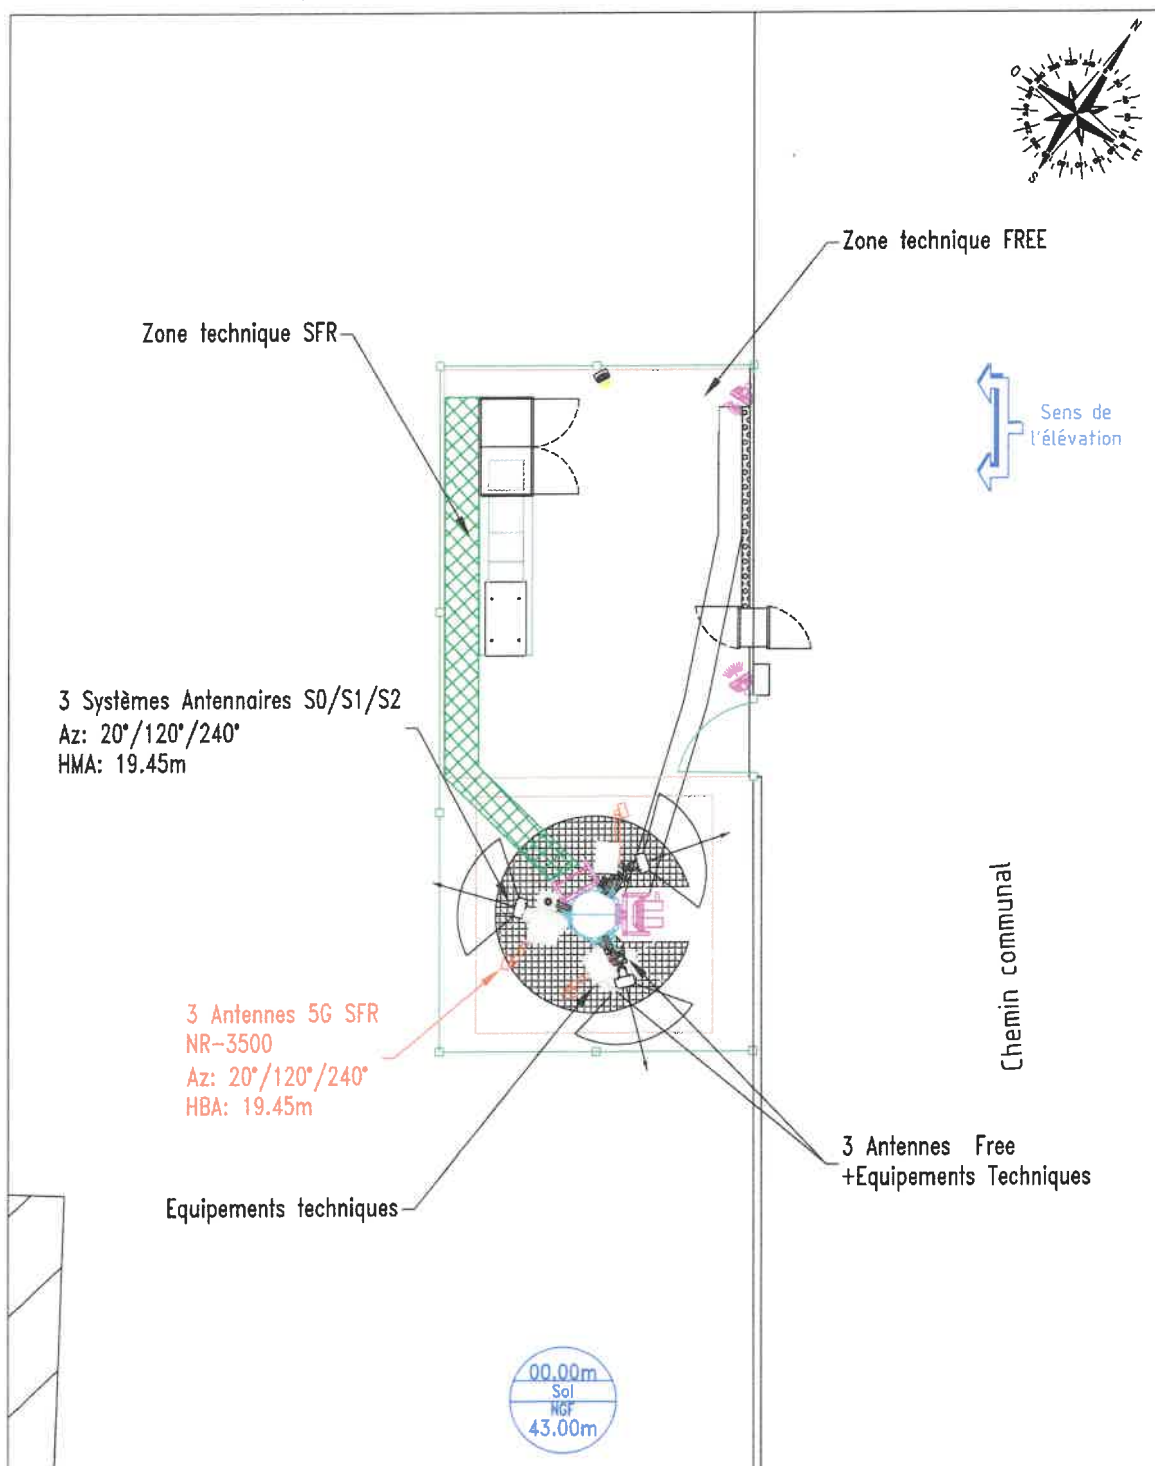 N
O
E
S
Zone technique FREE
Zone technique SFR
Sens de
l'élévation
3 Systèmes Antennaires S0/S1/S2
Az: 20°/120°/240°
HMA: 19.45m
Chemin communal
3 Antennes 5G SFR
NR-3500
Az: 20°/120°/240°
HBA: 19.45m
3 Antennes Free
+Equipements Techniques
Equipements techniques
00.00m
Sol
NGF
43.00m